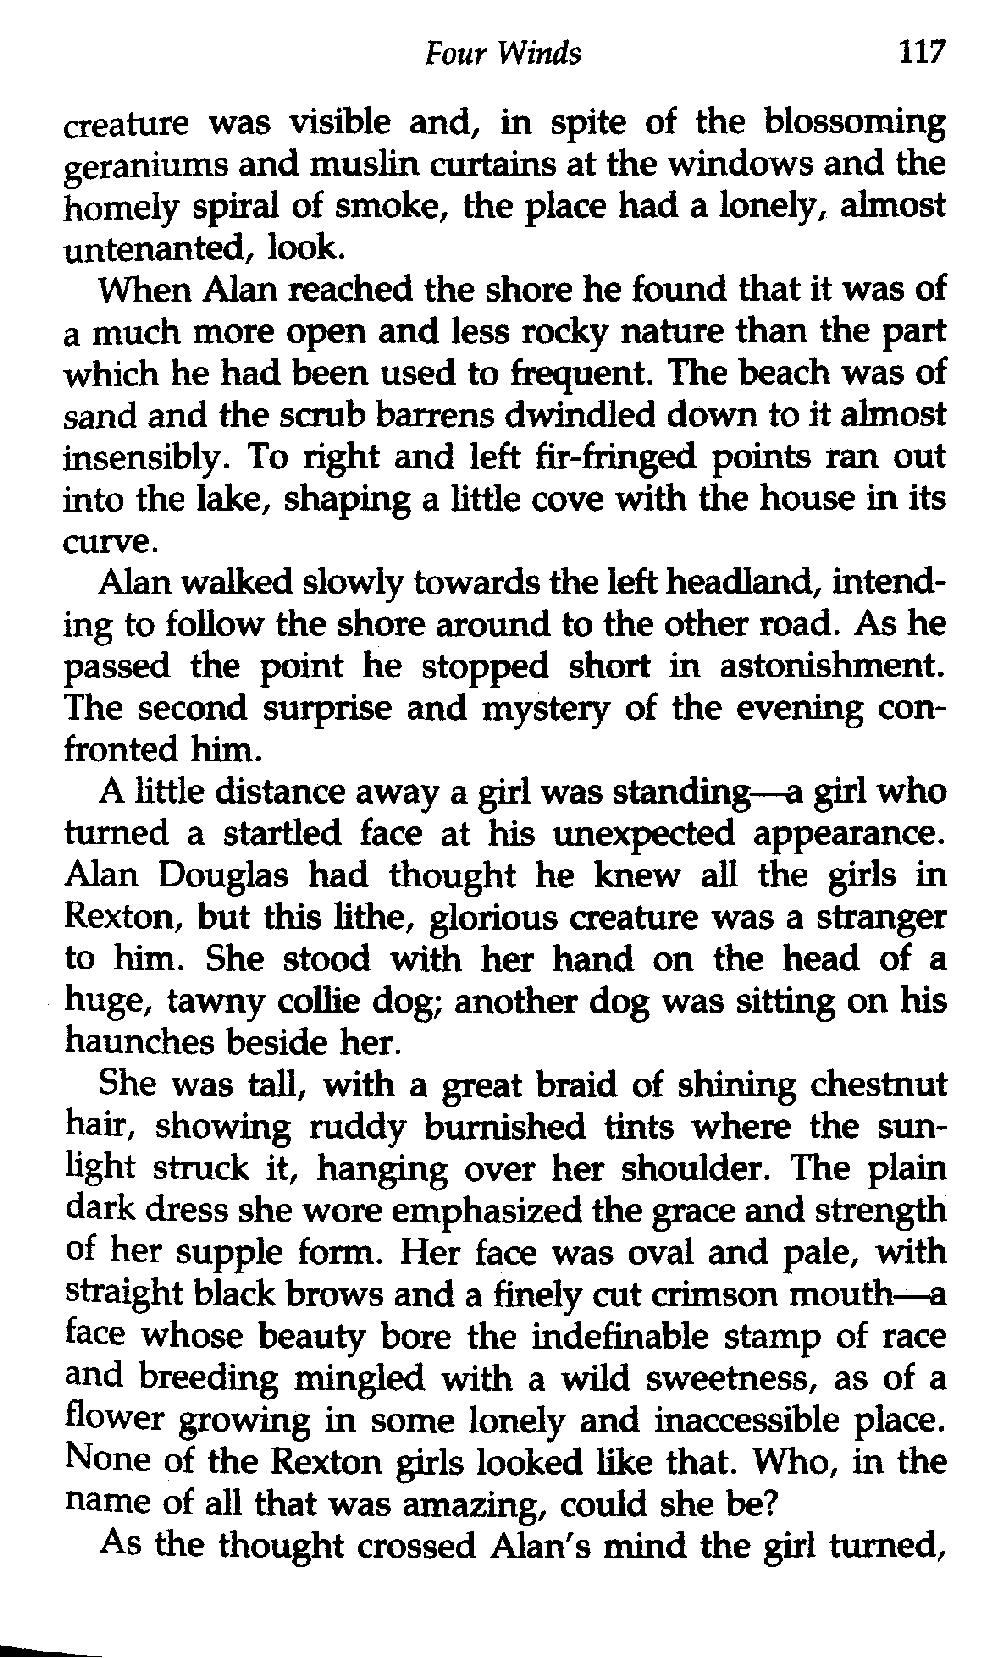 Four Winds 117
creature was visible and, in spite of the blossoming
geraniums and muslin curtains at the windows and the
homely spiral of smoke, the place had a lonely, almost
untenanted, look.
When Alan reached the shore he found that it was of
a much more open and less rocky nature than the part
which he had been used to frequent. The beach was of
sand and the scrub barrens dwindled down to it almost
insensibly. To right and left fir-fringed points ran out
into the lake, shaping a little cove with the house in its
curve.
Alan walked slowly towards the left headland, intend-
ing to follow the shore around to the other road. As he
passed the point he stopped short in astonishment.
The second surprise and mystery of the evening con-
fronted him.
A little distance away a girl was standing—a girl who
turned a startled face at his unexpected appearance.
Alan Douglas had thought he knew all the girls in
Rexton, but this lithe, glorious creature was a stranger
to him. She stood with her hand on the head of a
huge, tawny collie dog; another dog was sitting on his
haunches beside her.
She was tall, with a great braid of shining chestnut
hair, showing ruddy burnished tints where the sun-
light struck it, hanging over her shoulder. The plain
dark dress she wore emphasized the grace and strength
of her supple form. Her face was oval and pale, with
straight black brows and a finely cut crimson mouth—a
face whose beauty bore the indefinable stamp of race
and breeding mingled with a wild sweetness, as of a
flower growing in some lonely and inaccessible place.
None of the Rexton girls looked like that. Who, in the
name of all that was amazing, could she be?
As the thought crossed Alan's mind the girl turned,